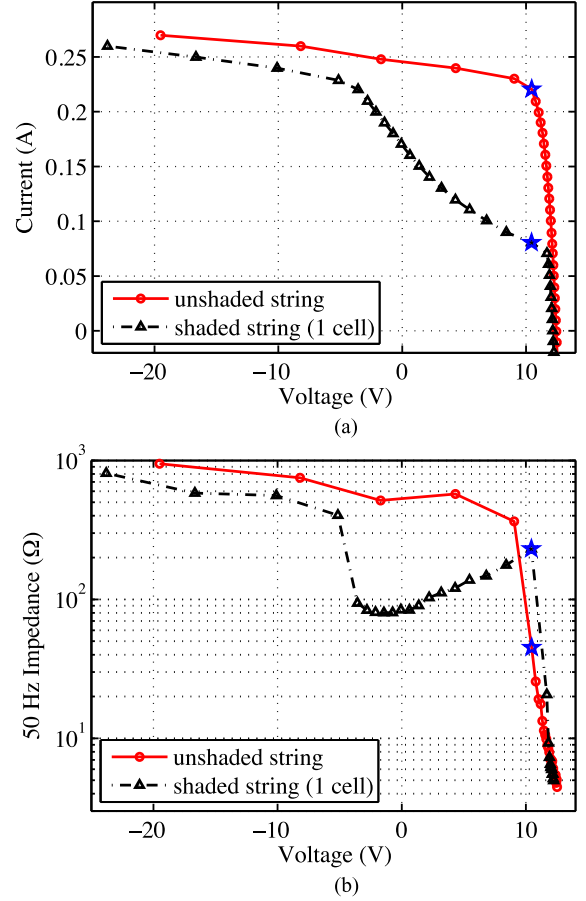 0.25
0.2
0.15
0.1
0.05
0
Current (A)
unshaded string
shaded string (1 cell)
−20
−10
0
10
Voltage (V)
(a)
10³
10²
10¹
50 Hz Impedance (Ω)
unshaded string
shaded string (1 cell)
−20
−10
0
10
Voltage (V)
(b)